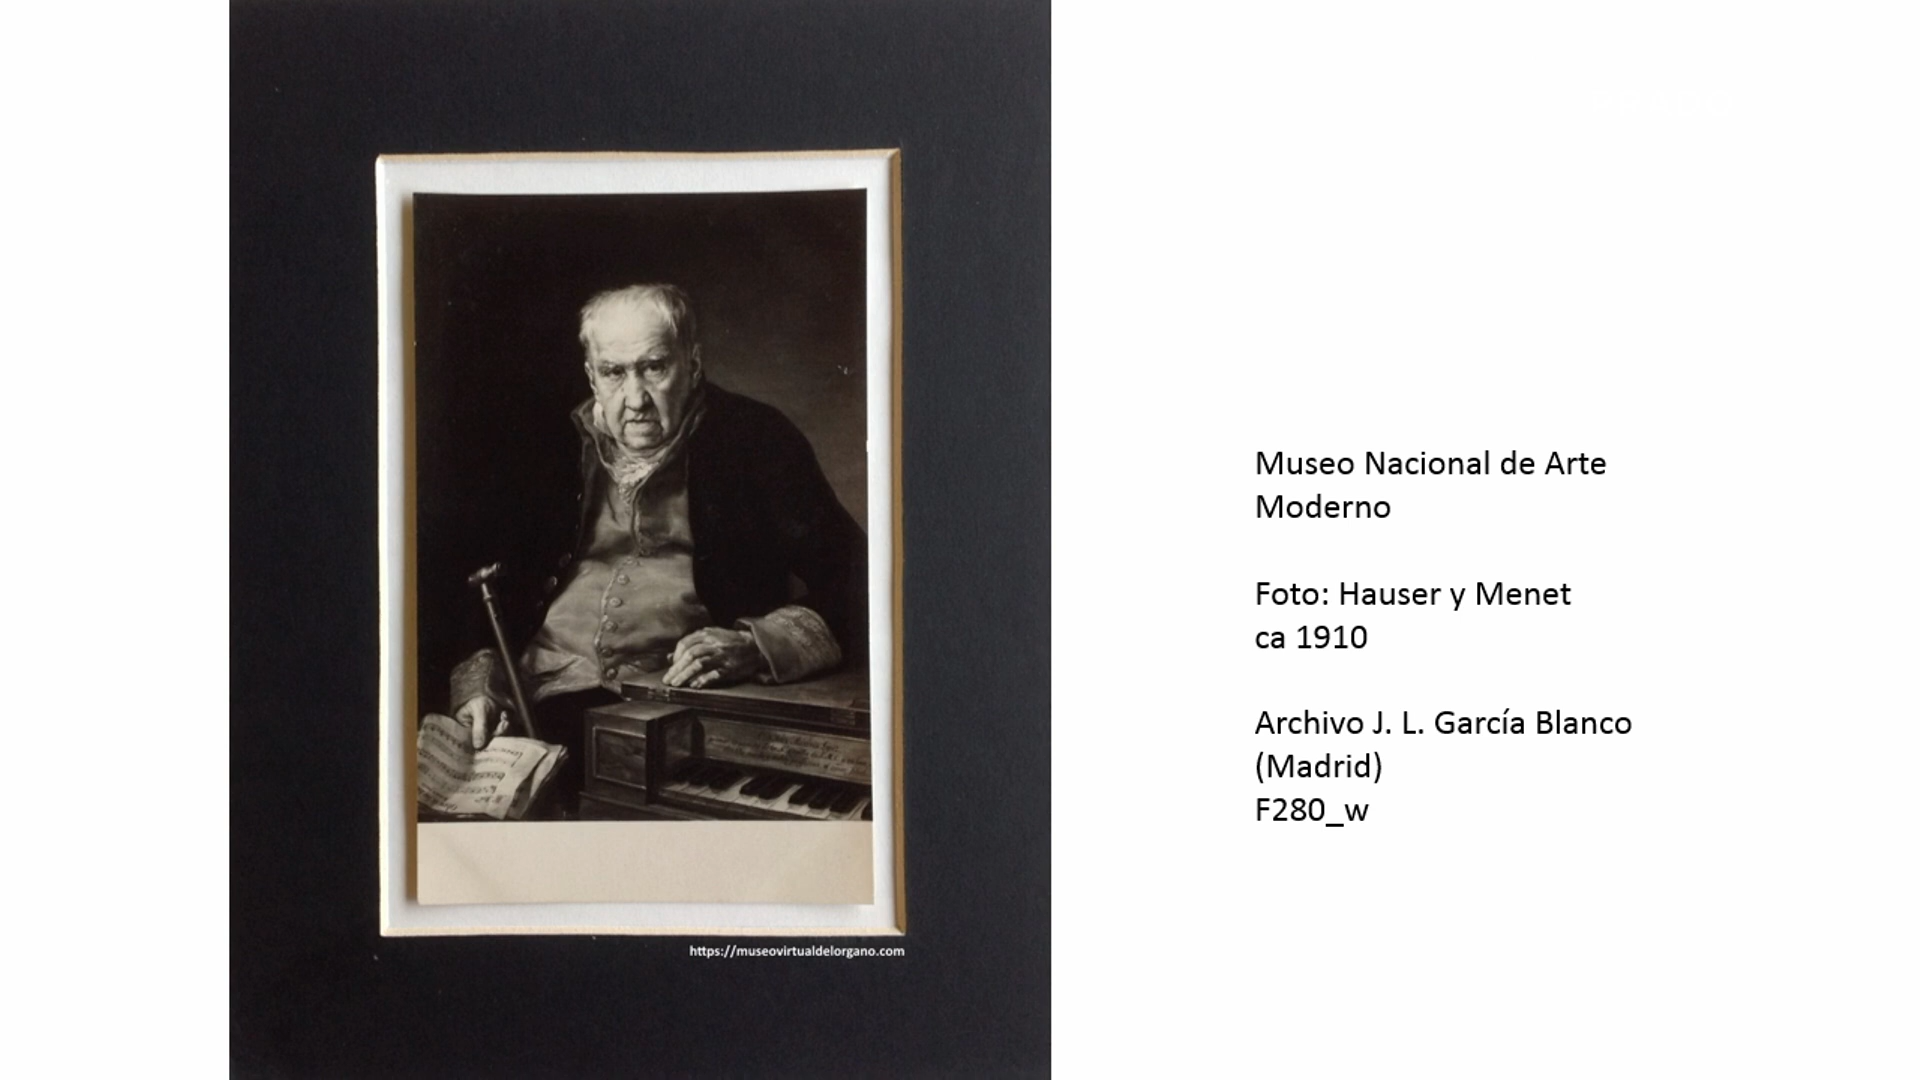 Museo Nacional de Arte
Moderno
Foto: Hauser y Menet
ca 1910
Archivo J. L. García Blanco
(Madrid)
F280_w
https://museovirtualdelorgano.com